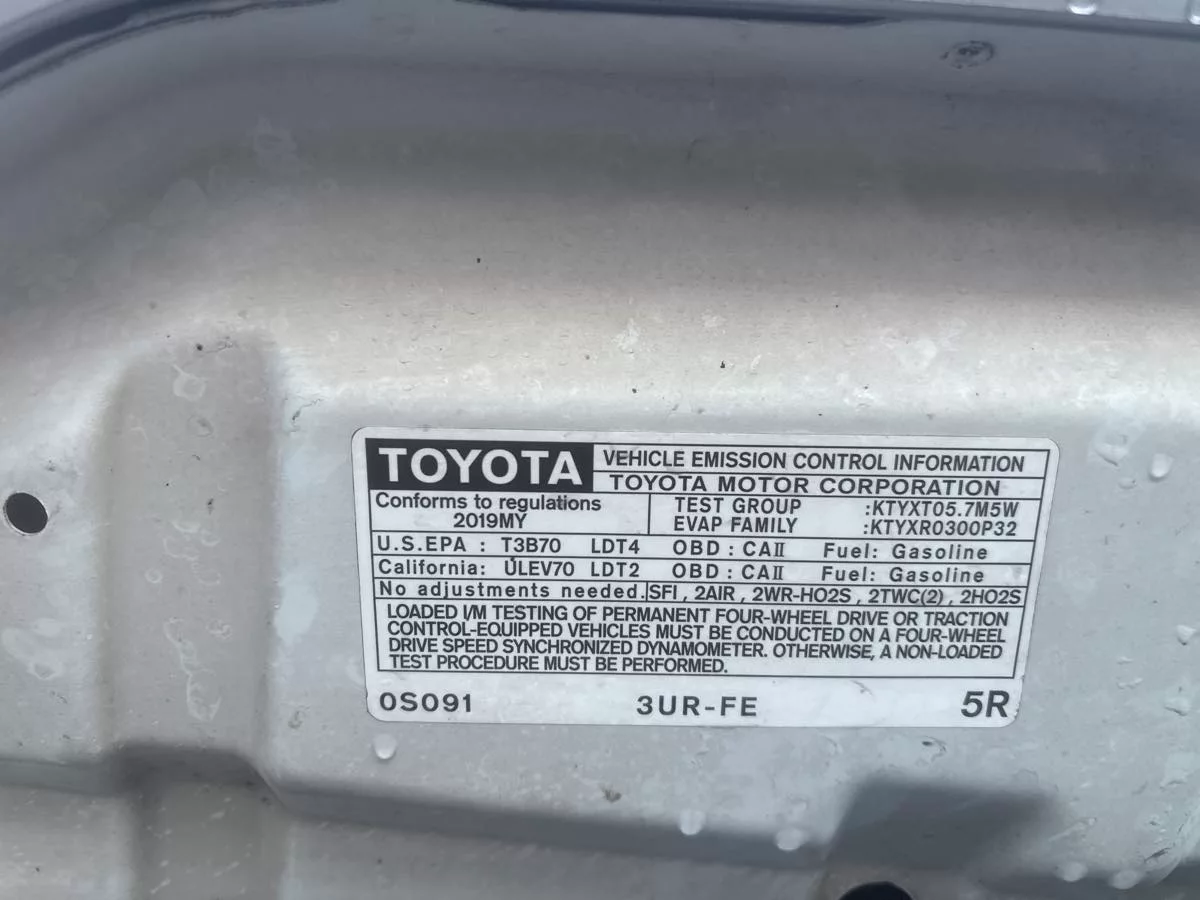 TOYOTA VEHICLE EMISSION CONTROL INFORMATION
TOYOTA MOTOR CORPORATION
Conforms to regulations
2019MY
TEST GROUP :KTYXT05.7M5W
EVAP FAMILY :KTYXR0300P32
U.S.EPA : T3B70 LDT4 OBD : CAⅡ Fuel: Gasoline
California: ULEV70 LDT2 OBD : CAⅡ Fuel: Gasoline
No adjustments needed. SFI , 2AIR , 2WR-HO2S , 2TWC(2) , 2HO2S
LOADED I/M TESTING OF PERMANENT FOUR-WHEEL DRIVE OR TRACTION
CONTROL-EQUIPPED VEHICLES MUST BE CONDUCTED ON A FOUR-WHEEL
DRIVE SPEED SYNCHRONIZED DYNAMOMETER. OTHERWISE, A NON-LOADED
TEST PROCEDURE MUST BE PERFORMED.
0S091 3UR-FE 5R